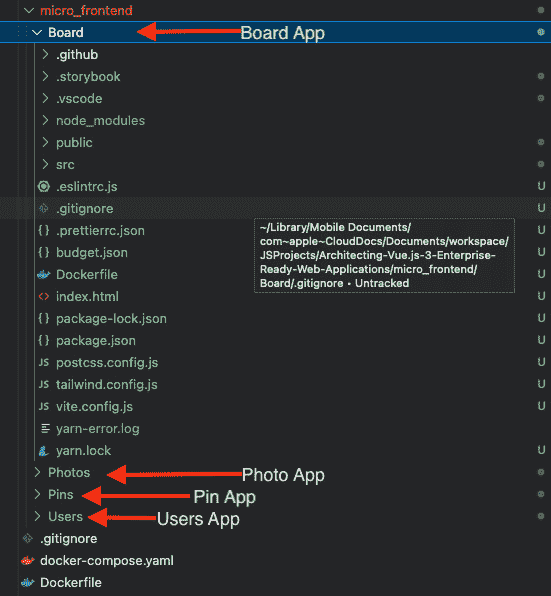 micro_frontend
Board
Board App
.github
.storybook
.vscode
node_modules
public
src
.eslintrc.js
U
.gitignore
U
~/Library/Mobile Documents/
com~apple~CloudDocs/Documents/workspace/
JSProjects/Architecting-Vue.js-3-Enterprise-
Ready-Web-Applications/micro_frontend/
Board/.gitignore • Untracked
{ } .prettierrc.json
U
{ } budget.json
U
Dockerfile
U
<> index.html
U
{ } package-lock.json
U
{ } package.json
U
JS postcss.config.js
U
JS tailwind.config.js
U
JS vite.config.js
U
yarn-error.log
yarn.lock
U
Photos
Photo App
Pins
Pin App
Users
Users App
.gitignore
docker-compose.yaml
Dockerfile